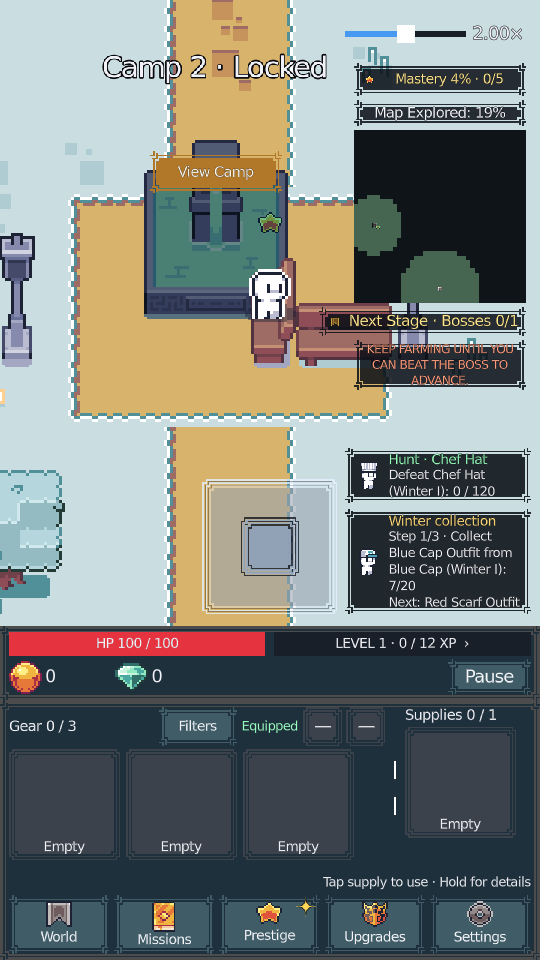 2.00×
Camp 2 · Locked
Mastery 4% · 0/5
Map Explored: 19%
View Camp
Next Stage · Bosses 0/1
KEEP FARMING UNTIL YOU
CAN BEAT THE BOSS TO
ADVANCE.
Hunt · Chef Hat
Defeat Chef Hat
(Winter I): 0 / 120
Winter collection
Step 1/3 · Collect
Blue Cap Outfit from
Blue Cap (Winter I):
7/20
Next: Red Scarf Outfit
HP 100 / 100
LEVEL 1 · 0 / 12 XP ›
0
0
Pause
Gear 0 / 3
Filters
Equipped
—
—
Supplies 0 / 1
Empty
Empty
Empty
Empty
Tap supply to use · Hold for details
World
Missions
Prestige
Upgrades
Settings